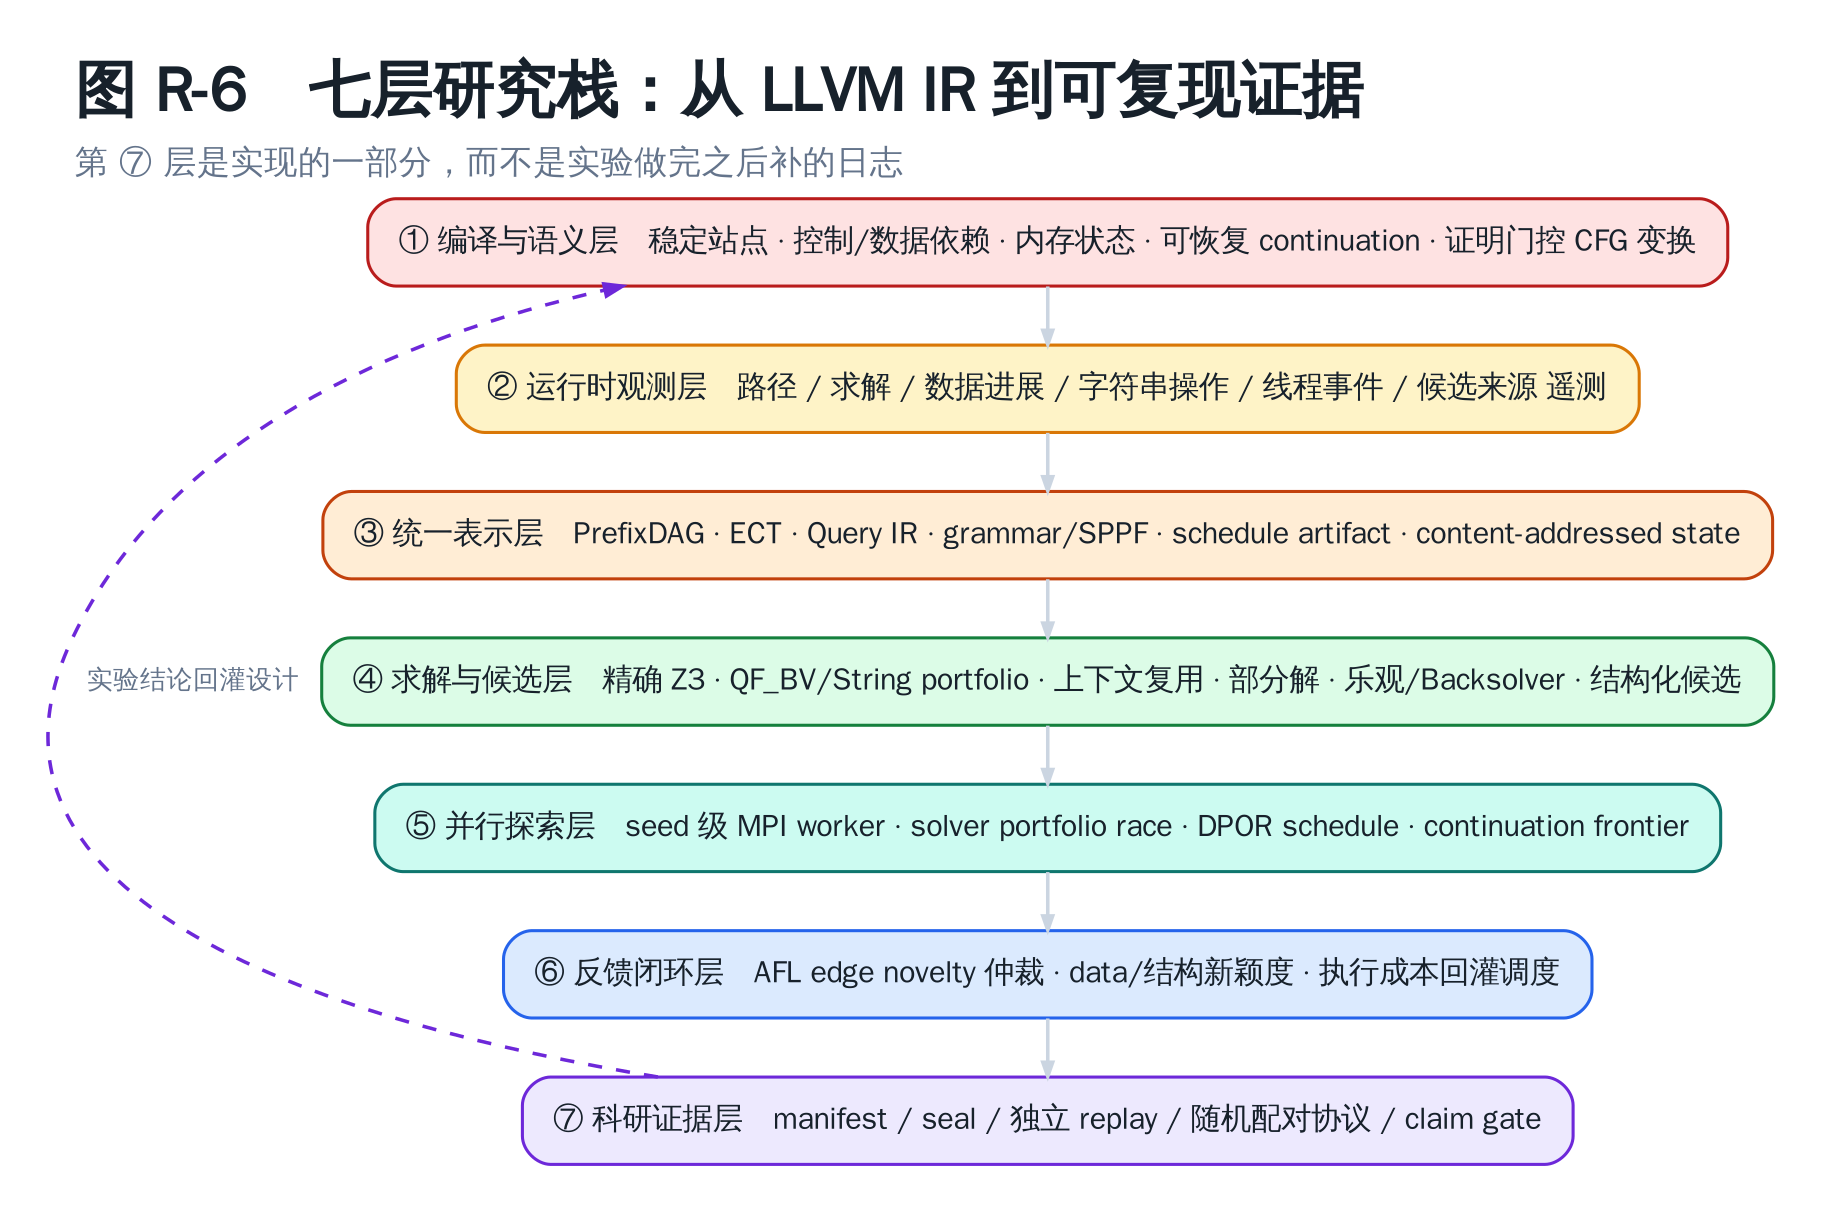 图 R-6　七层研究栈：从 LLVM IR 到可复现证据
第 ⑦ 层是实现的一部分，而不是实验做完之后补的日志
① 编译与语义层　稳定站点 · 控制/数据依赖 · 内存状态 · 可恢复 continuation · 证明门控 CFG 变换
② 运行时观测层　路径 / 求解 / 数据进展 / 字符串操作 / 线程事件 / 候选来源 遥测
③ 统一表示层　PrefixDAG · ECT · Query IR · grammar/SPPF · schedule artifact · content-addressed state
实验结论回灌设计
④ 求解与候选层　精确 Z3 · QF_BV/String portfolio · 上下文复用 · 部分解 · 乐观/Backsolver · 结构化候选
⑤ 并行探索层　seed 级 MPI worker · solver portfolio race · DPOR schedule · continuation frontier
⑥ 反馈闭环层　AFL edge novelty 仲裁 · data/结构新颖度 · 执行成本回灌调度
⑦ 科研证据层　manifest / seal / 独立 replay / 随机配对协议 / claim gate